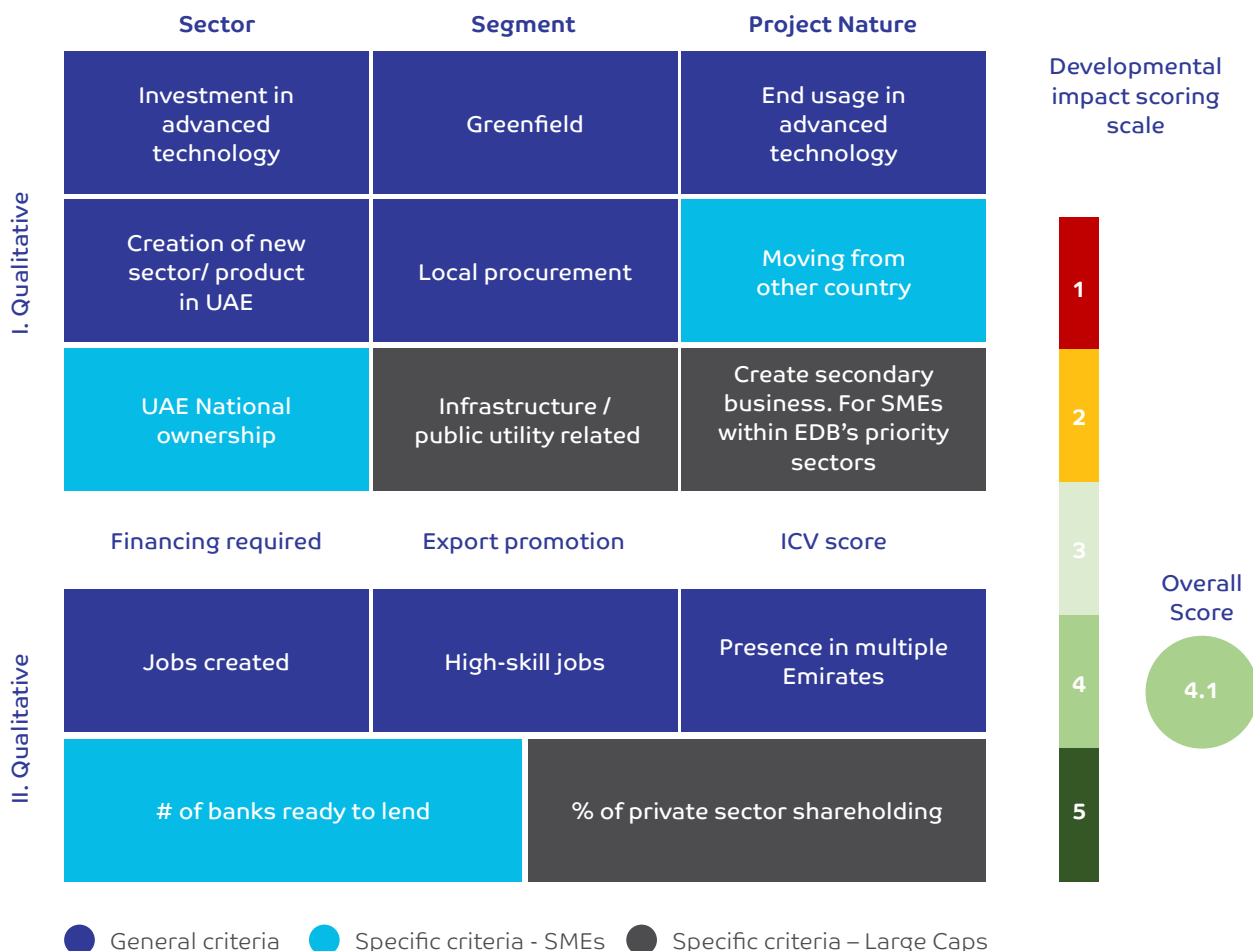 Sector
Segment
Project Nature
Developmental
impact scoring
scale
I. Qualitative
Investment in
advanced
technology
Greenfield
End usage in
advanced
technology
Creation of new
sector/ product
in UAE
Local procurement
Moving from
other country
UAE National
ownership
Infrastructure /
public utility related
Create secondary
business. For SMEs
within EDB’s priority
sectors
Financing required
Export promotion
ICV score
II. Qualitative
Jobs created
High-skill jobs
Presence in multiple
Emirates
# of banks ready to lend
% of private sector shareholding
1
2
3
4
5
Overall
Score
4.1
General criteria
Specific criteria - SMEs
Specific criteria – Large Caps